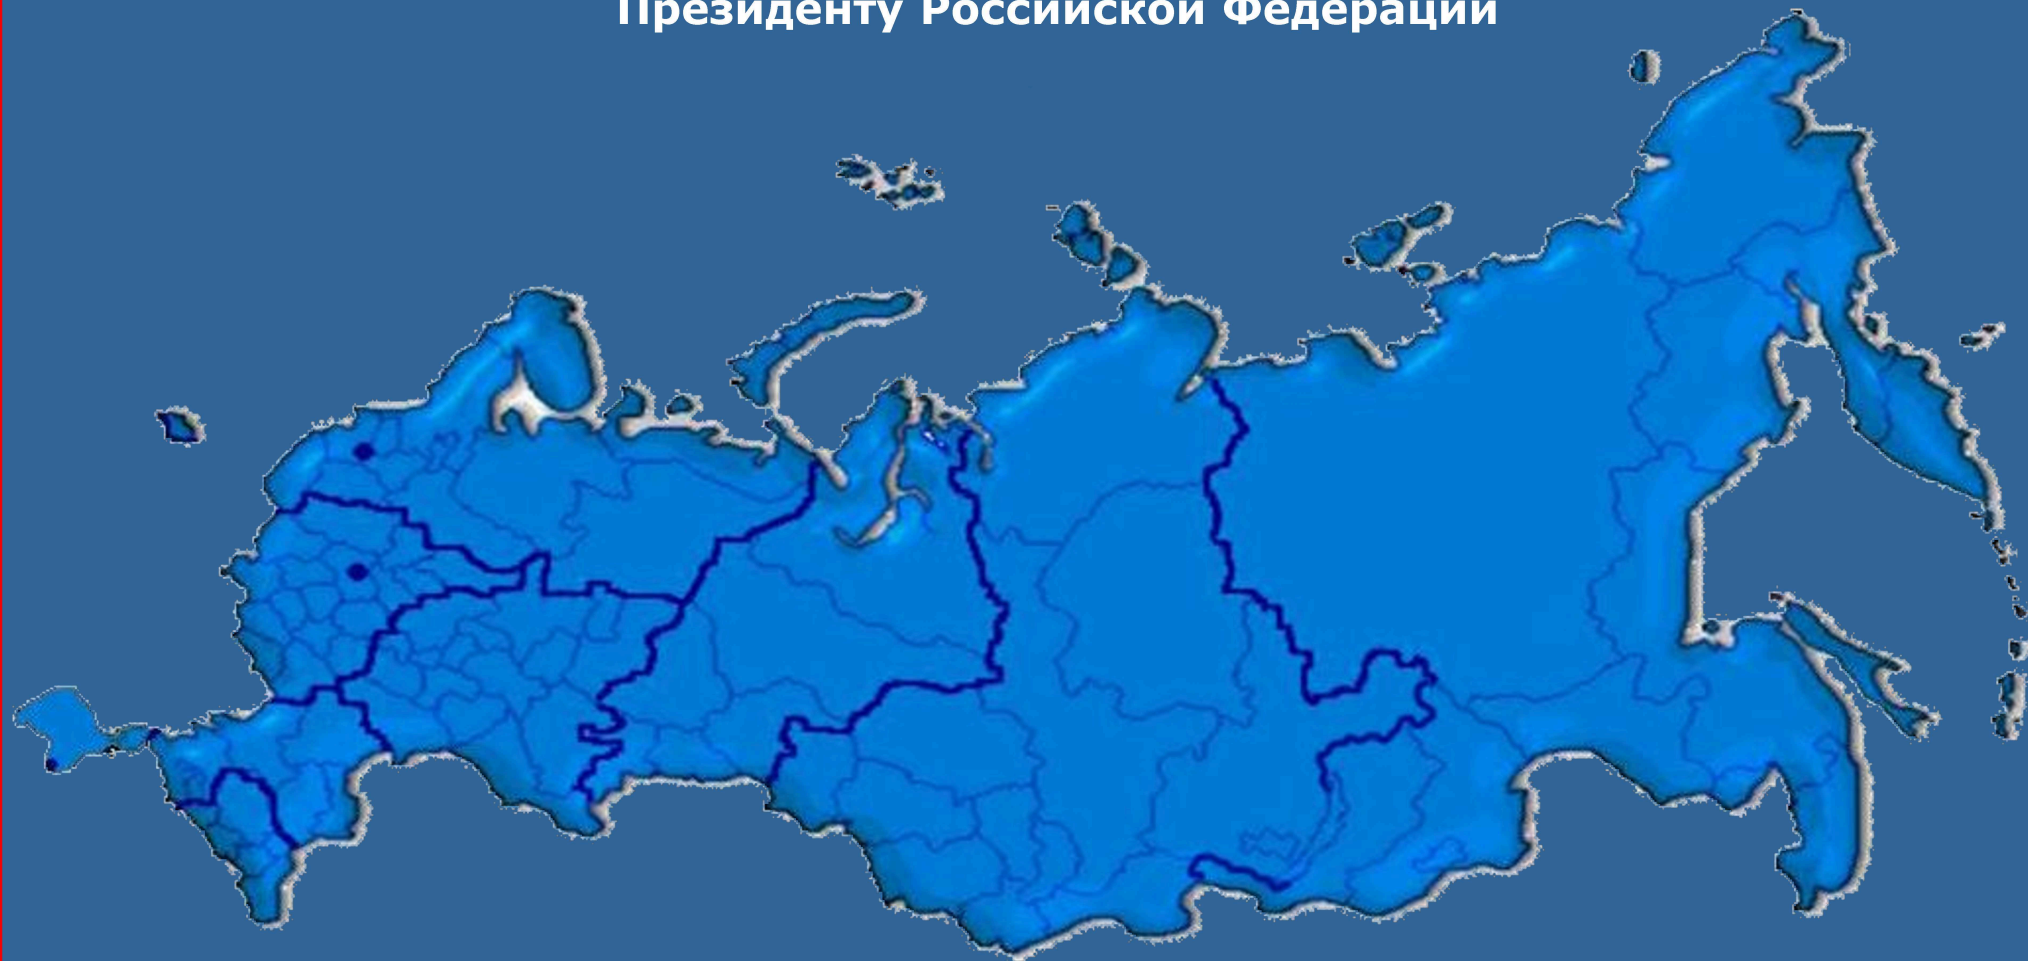 Президенту Российской Федерации